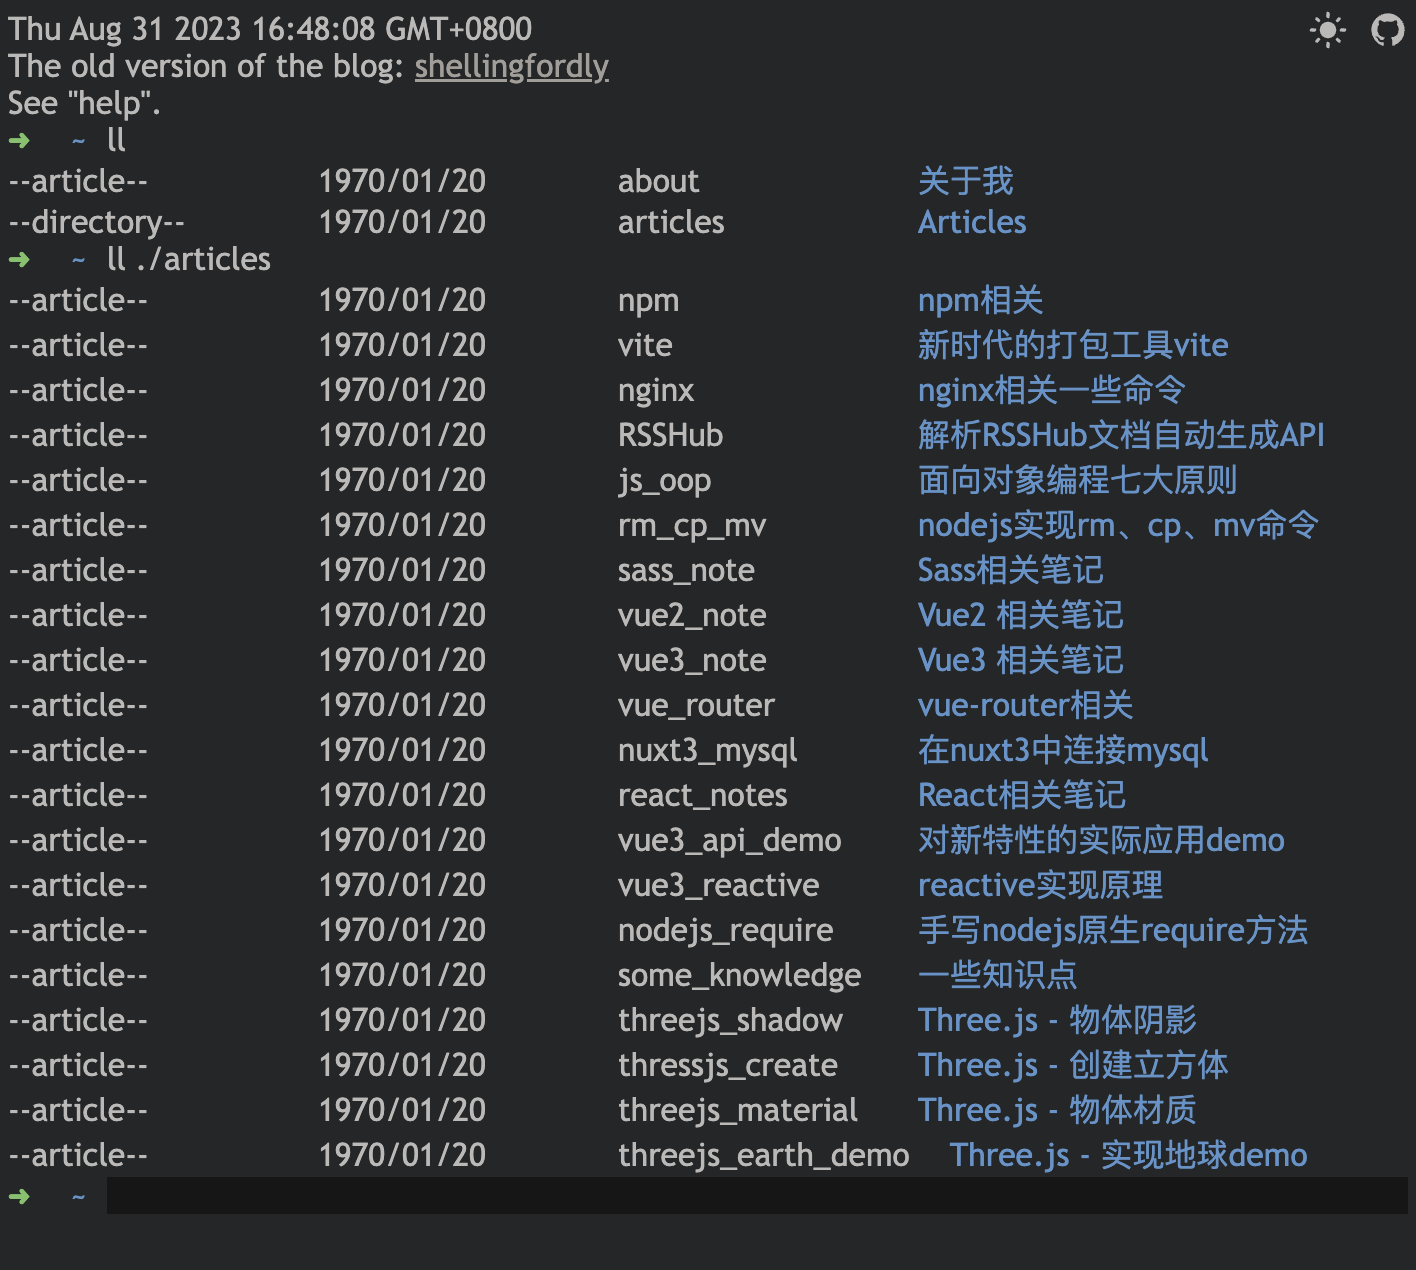 Thu Aug 31 2023 16:48:08 GMT+0800
The old version of the blog: shellingfordly
See "help".
➜ ~ ll
--article-- 1970/01/20 about 关于我
--directory-- 1970/01/20 articles Articles
➜ ~ ll ./articles
--article-- 1970/01/20 npm npm相关
--article-- 1970/01/20 vite 新时代的打包工具vite
--article-- 1970/01/20 nginx nginx相关一些命令
--article-- 1970/01/20 RSSHub 解析RSSHub文档自动生成API
--article-- 1970/01/20 js_oop 面向对象编程七大原则
--article-- 1970/01/20 rm_cp_mv nodejs实现rm、cp、mv命令
--article-- 1970/01/20 sass_note Sass相关笔记
--article-- 1970/01/20 vue2_note Vue2 相关笔记
--article-- 1970/01/20 vue3_note Vue3 相关笔记
--article-- 1970/01/20 vue_router vue-router相关
--article-- 1970/01/20 nuxt3_mysql 在nuxt3中连接mysql
--article-- 1970/01/20 react_notes React相关笔记
--article-- 1970/01/20 vue3_api_demo 对新特性的实际应用demo
--article-- 1970/01/20 vue3_reactive reactive实现原理
--article-- 1970/01/20 nodejs_require 手写nodejs原生require方法
--article-- 1970/01/20 some_knowledge 一些知识点
--article-- 1970/01/20 threejs_shadow Three.js - 物体阴影
--article-- 1970/01/20 thressjs_create Three.js - 创建立方体
--article-- 1970/01/20 threejs_material Three.js - 物体材质
--article-- 1970/01/20 threejs_earth_demo Three.js - 实现地球demo
➜ ~